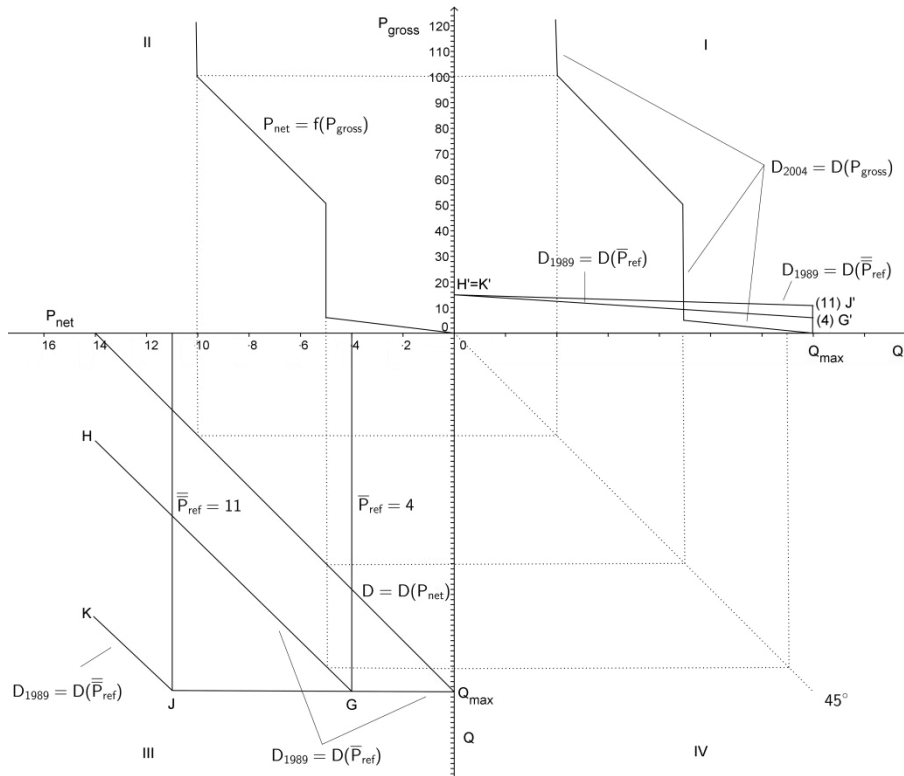 P_gross
II
I
120
110
100
90
80
70
60
50
40
30
20
10
0
P_net = f(P_gross)
D_2004 = D(P_gross)
D_1989 = D(P̅_ref)
D_1989 = D(P̿_ref)
H'=K'
(11) J'
(4) G'
P_net
16 14 12 10 ·8 ·6 ·4 ·2 0
Q_max
Q
H
P̿_ref = 11
P̅_ref = 4
D = D(P_net)
K
D_1989 = D(P̿_ref)
J
G
Q_max
45°
D_1989 = D(P̅_ref)
Q
III
IV